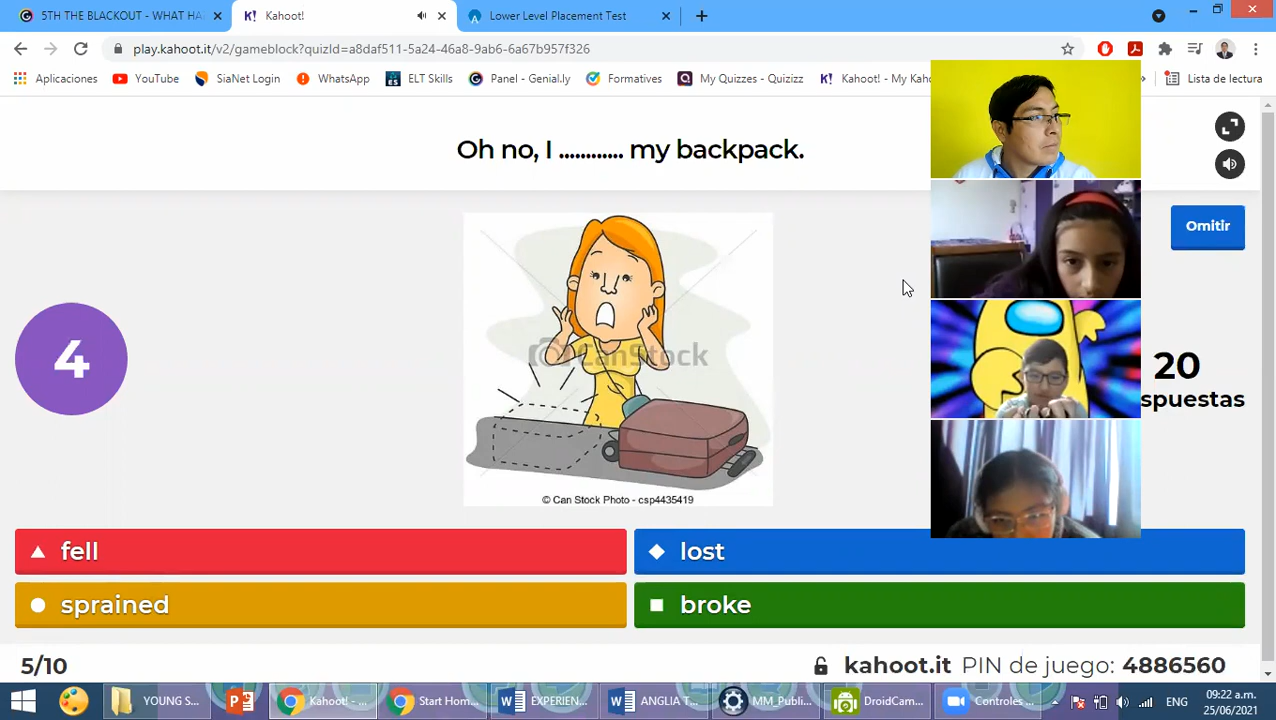 5TH THE BLACKOUT - WHAT HA
Kahoot!
Lower Level Placement Test
play.kahoot.it/v2/gameblock?quizId=a8daf511-5a24-46a8-9ab6-6a67b957f326
Aplicaciones
YouTube
SiaNet Login
WhatsApp
ELT Skills
Panel - Genial.ly
Formatives
My Quizzes - Quizizz
K! Kahoot! - My Kaho
Lista de lectura
Oh no, I ............ my backpack.
Omitir
4
CanStock
20
spuestas
© Can Stock Photo - csp4435419
fell
lost
sprained
broke
5/10
kahoot.it PIN de juego: 4886560
YOUNG S...
Kahoot! - ...
Start Hom...
EXPERIEN...
ANGLIA T...
MM_Publi...
DroidCam...
Controles ...
ENG
09:22 a.m.
25/06/2021